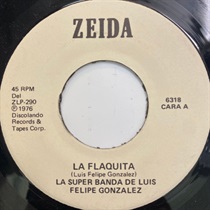 ZEIDA
45 RPM
Del
ZLP-290
℗1976
Discolando
Records &
Tapes Corp.
6318
CARA A
LA FLAQUITA
(Luis Felipe Gonzalez)
LA SUPER BANDA DE LUIS
FELIPE GONZALEZ